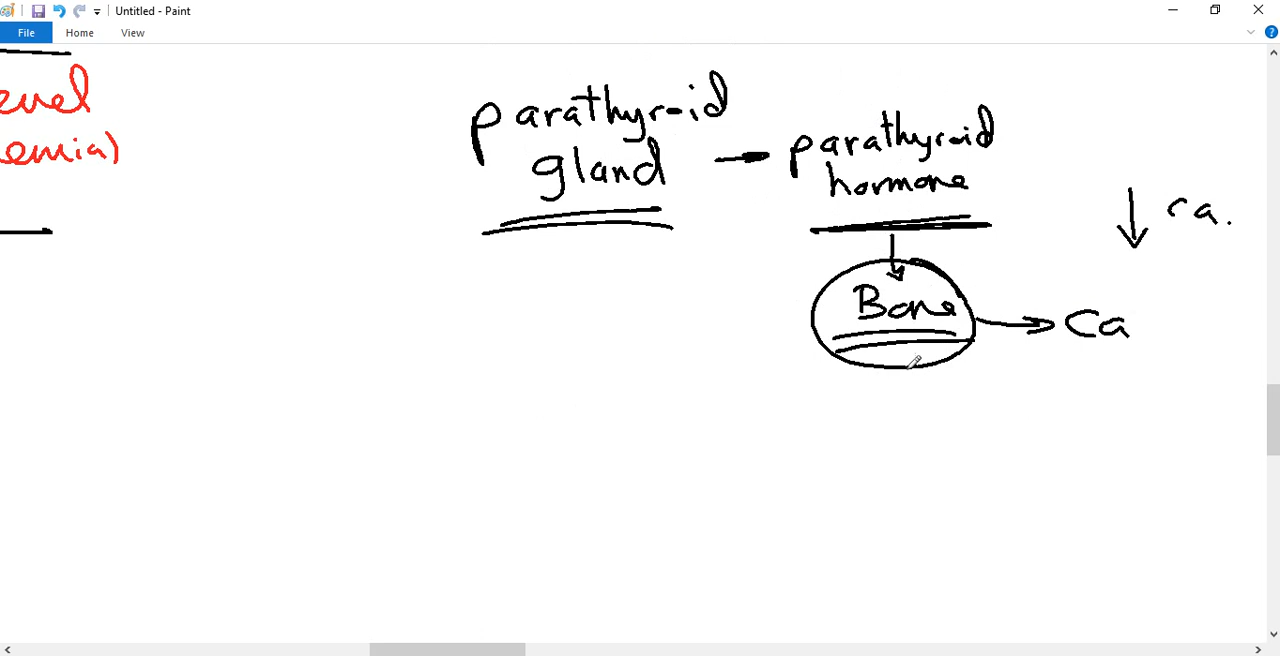 Untitled - Paint
File Home View
evel
emia)
parathyroid
gland
parathyroid
hormone
↓ ca.
Bone → Ca